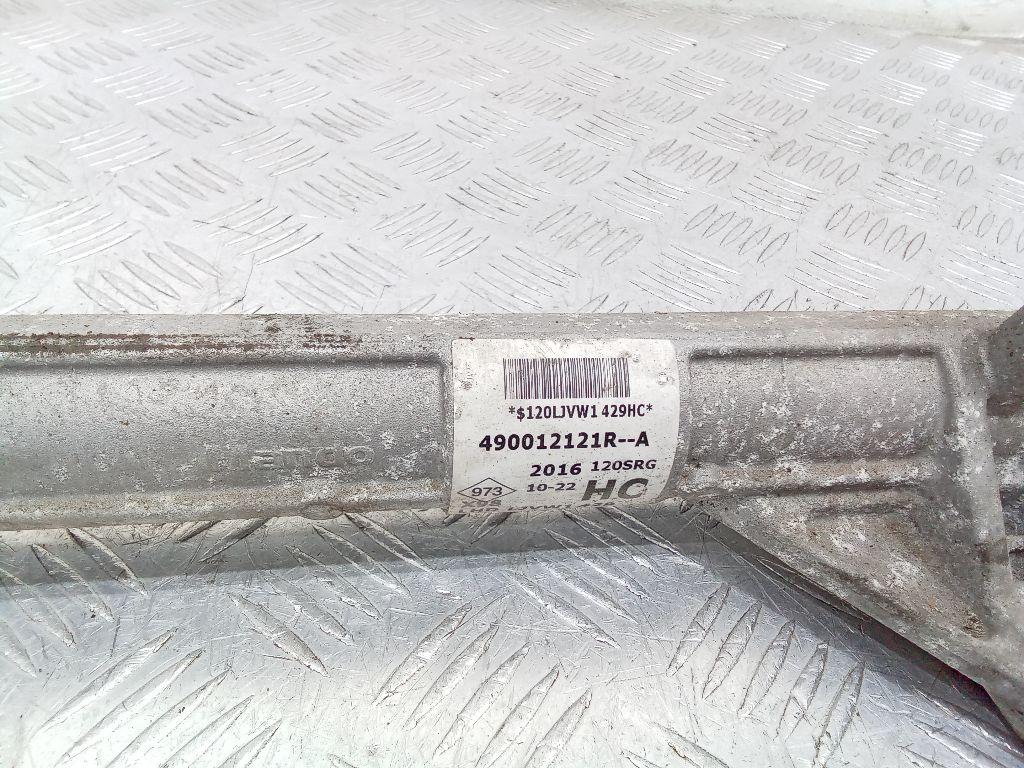 *$120LJVW1 429HC*
490012121R--A
2016 120SRG
973 10-22 HC